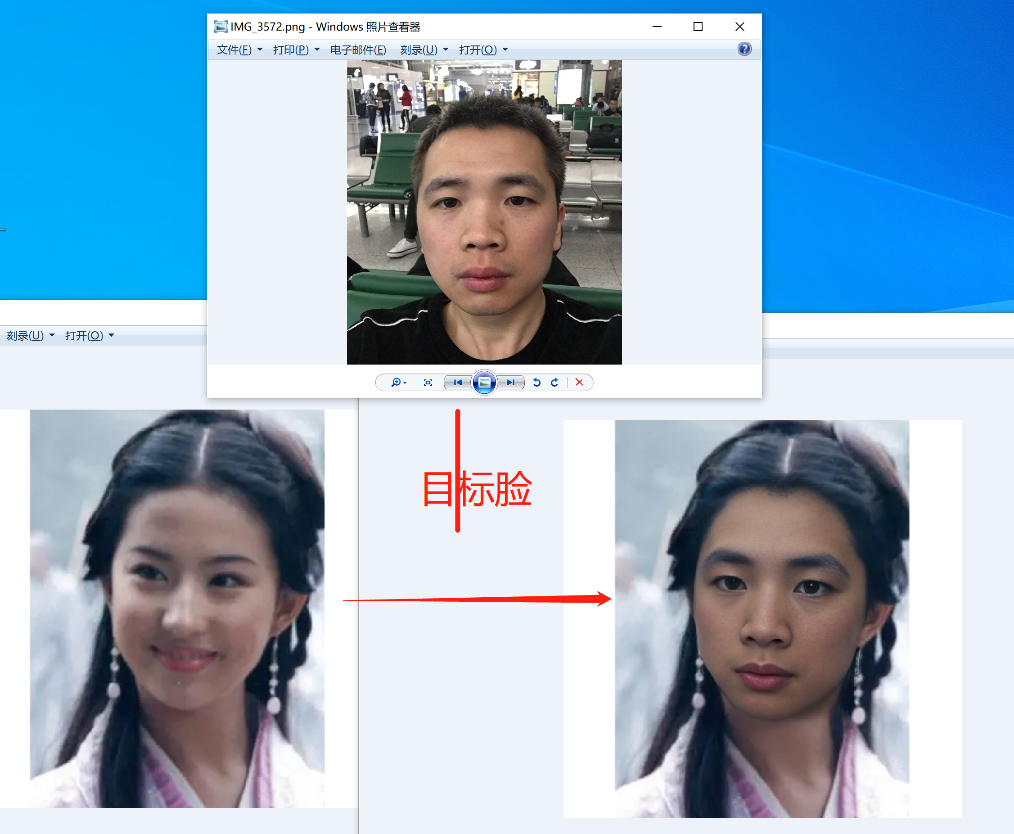 IMG_3572.png - Windows 照片查看器
文件(F) 打印(P) 电子邮件(E) 刻录(U) 打开(O)
刻录(U) 打开(O)
目标脸